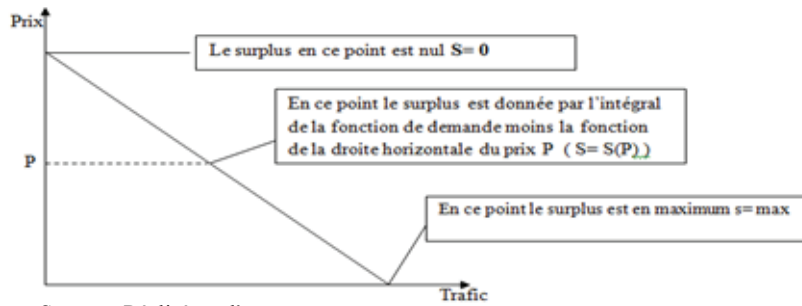 Prix
Le surplus en ce point est nul S= 0
En ce point le surplus est donnée par l'intégral
de la fonction de demande moins la fonction
de la droite horizontale du prix P ( S= S(P) )
P
En ce point le surplus est en maximum s= max
Trafic